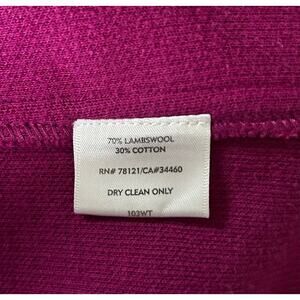 70% LAMBSWOOL
30% COTTON
RN# 78121/CA#34460
DRY CLEAN ONLY
103WT